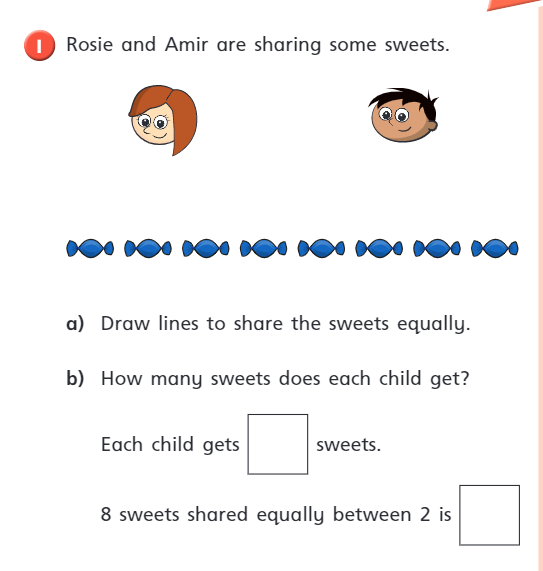 1 Rosie and Amir are sharing some sweets.
a) Draw lines to share the sweets equally.
b) How many sweets does each child get?
Each child gets sweets.
8 sweets shared equally between 2 is